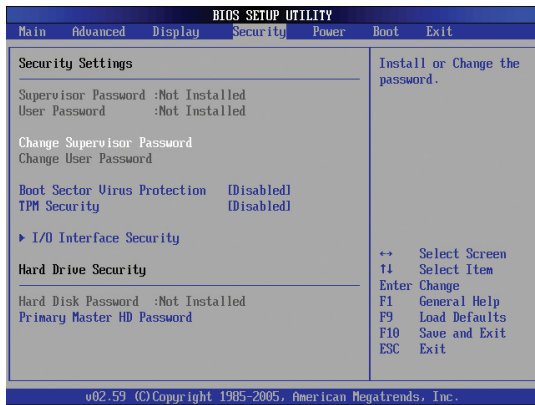 BIOS SETUP UTILITY
Main Advanced Display Security Power Boot Exit
Security Settings
Supervisor Password :Not Installed
User Password :Not Installed
Change Supervisor Password
Change User Password
Boot Sector Virus Protection [Disabled]
TPM Security [Disabled]
▶ I/O Interface Security
Hard Drive Security
Hard Disk Password :Not Installed
Primary Master HD Password
Install or Change the
password.
↔ Select Screen
↑↓ Select Item
Enter Change
F1 General Help
F9 Load Defaults
F10 Save and Exit
ESC Exit
v02.59 (C)Copyright 1985-2005, American Megatrends, Inc.